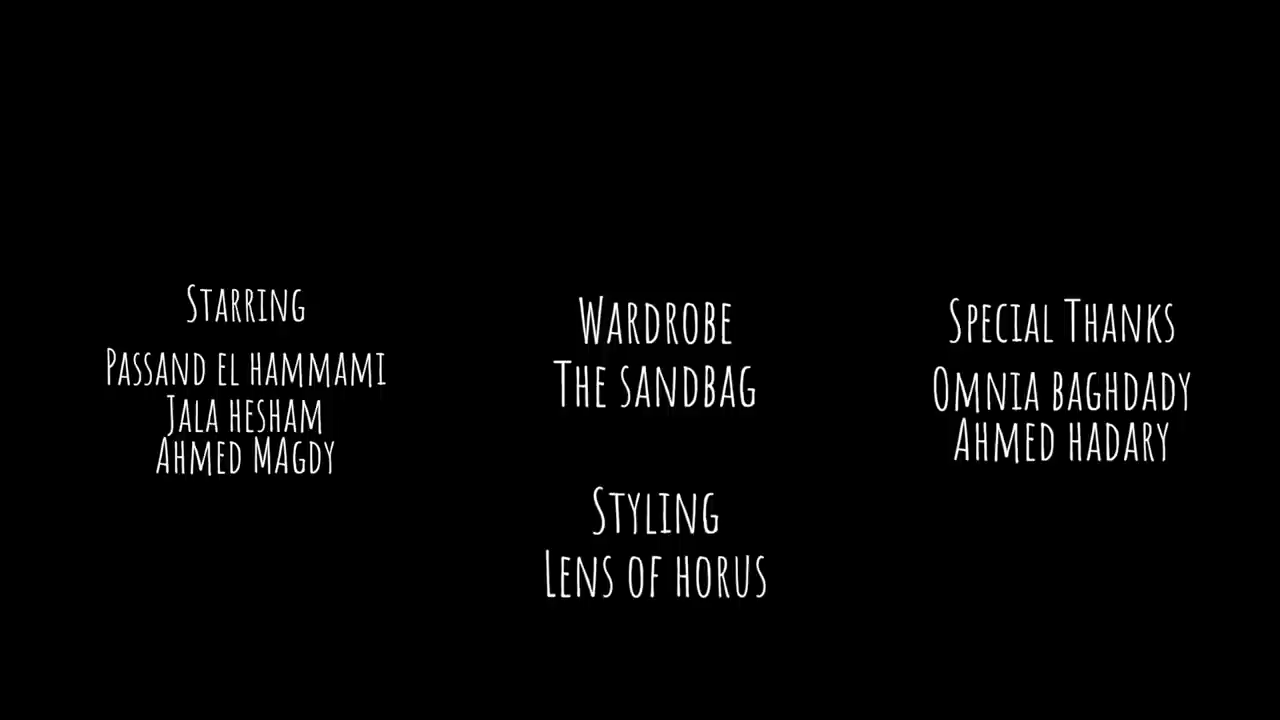 Starring
Passand el hammami
Jala hesham
Ahmed Magdy
Wardrobe
The sandbag
Styling
Lens of horus
Special Thanks
Omnia baghdady
Ahmed hadary